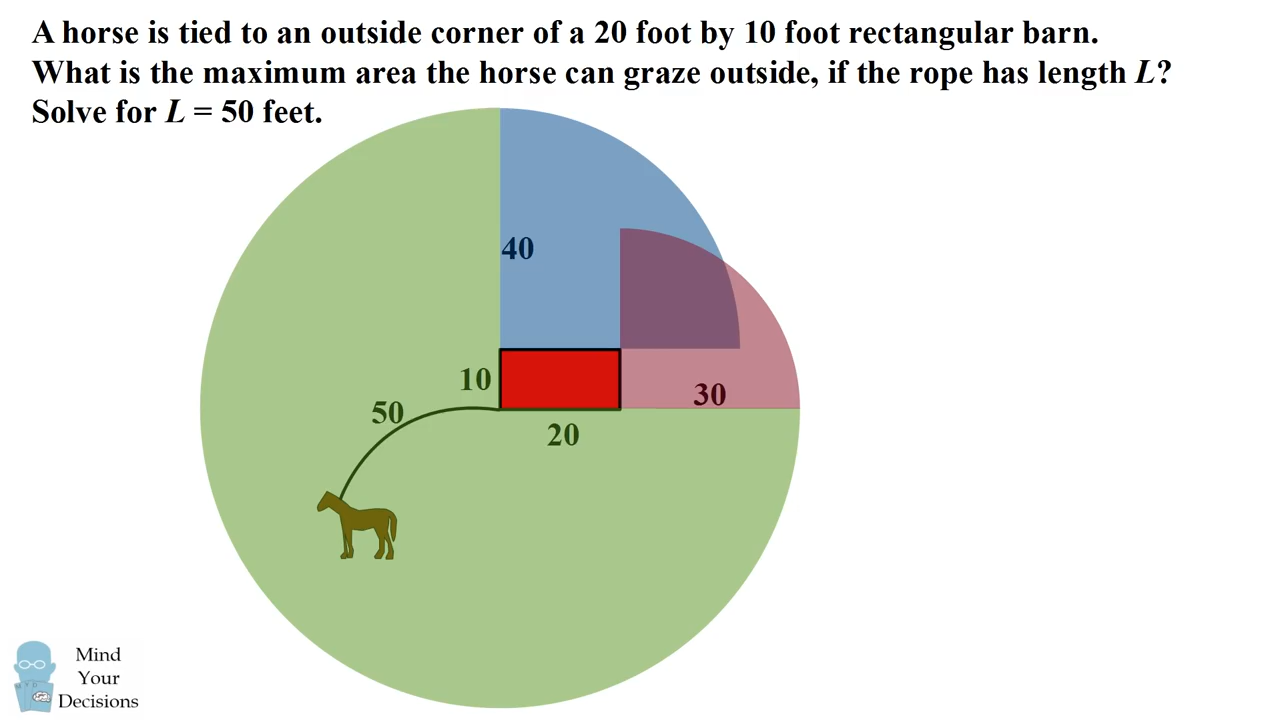 A horse is tied to an outside corner of a 20 foot by 10 foot rectangular barn.
What is the maximum area the horse can graze outside, if the rope has length L?
Solve for L = 50 feet.
40
10
30
50
20
Mind
Your
Decisions